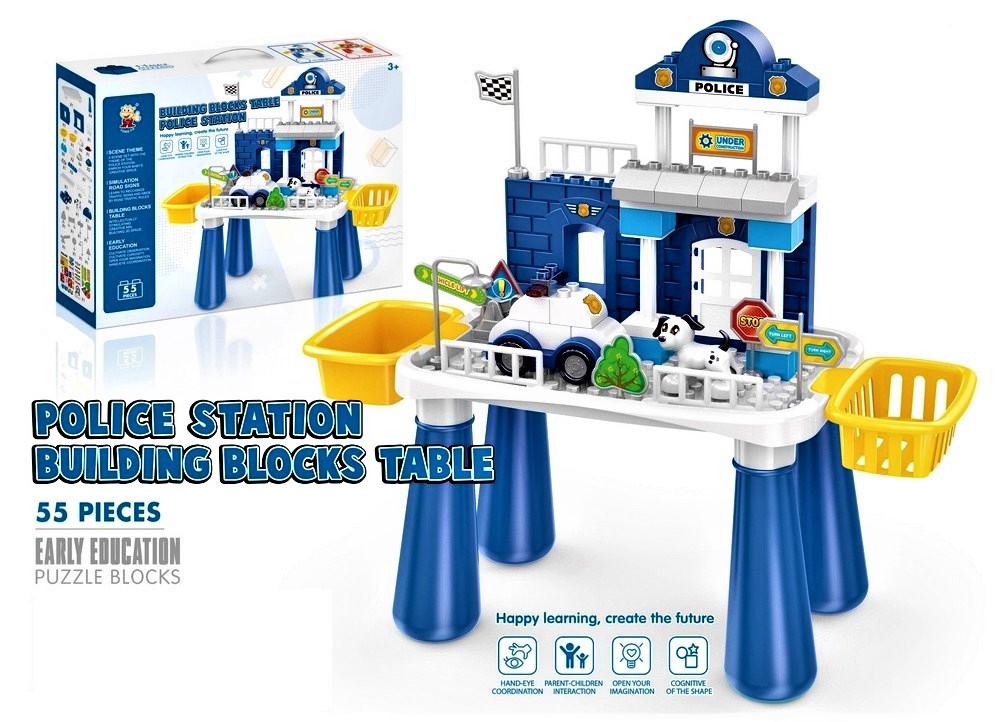 3+
BUILDING BLOCKS TABLE
POLICE STATION
Happy learning, create the future
SCENE THEME
SIMULATION
ROAD SIGNS
BUILDING BLOCKS
TABLE
EARLY
EDUCATION
55
PIECES
POLICE
UNDER
CONSTRUCTION
STO
TURN LEFT
TURN RIGHT
POLICE STATION
BUILDING BLOCKS TABLE
55 PIECES
EARLY EDUCATION
PUZZLE BLOCKS
Happy learning, create the future
HAND-EYE
COORDINATION
PARENT-CHILDREN
INTERACTION
OPEN YOUR
IMAGINATION
COGNITIVE
OF THE SHAPE